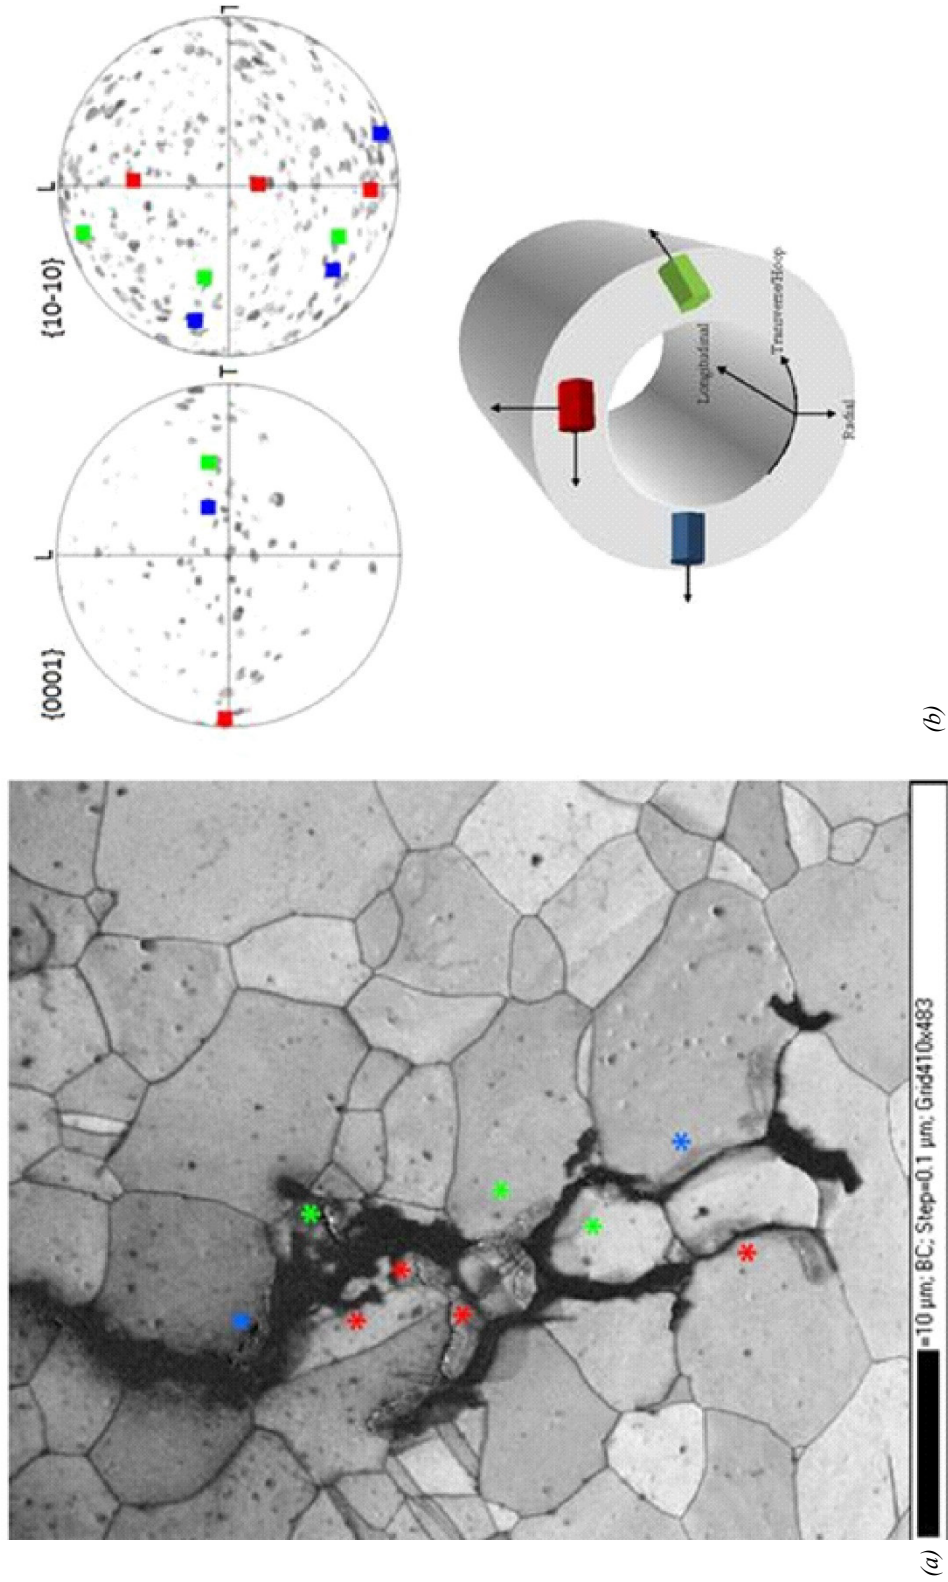 {0001}
L
T
{10-10}
L
L
Longitudinal
Transverse/Hoop
Radial
(b)
=10 µm; BC; Step=0.1 µm; Grid410x483
(a)